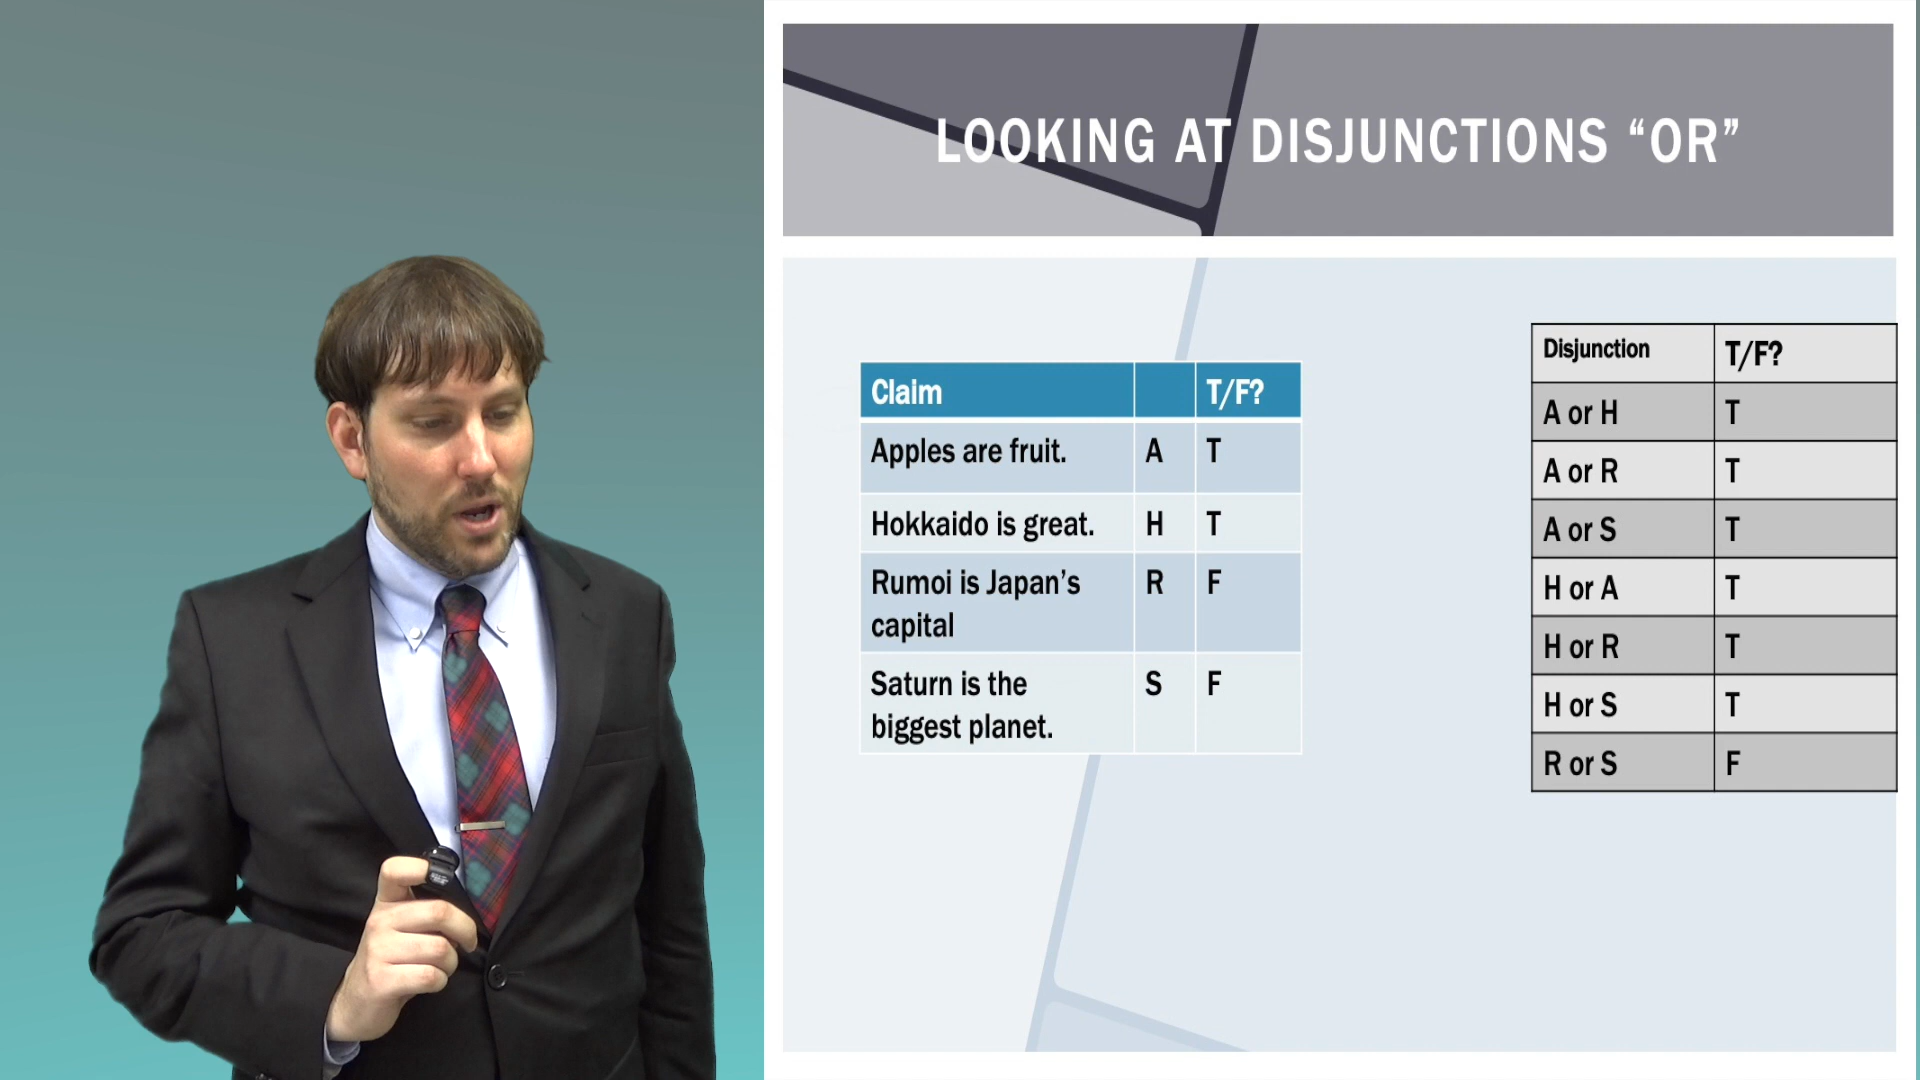 LOOKING AT DISJUNCTIONS “OR”
Claim T/F?
Apples are fruit. A T
Hokkaido is great. H T
Rumoi is Japan’s R F
capital
Saturn is the S F
biggest planet.
Disjunction T/F?
A or H T
A or R T
A or S T
H or A T
H or R T
H or S T
R or S F